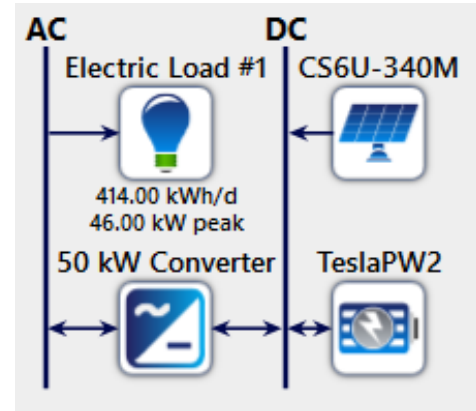 AC
DC
Electric Load #1
CS6U-340M
414.00 kWh/d
46.00 kW peak
50 kW Converter
TeslaPW2